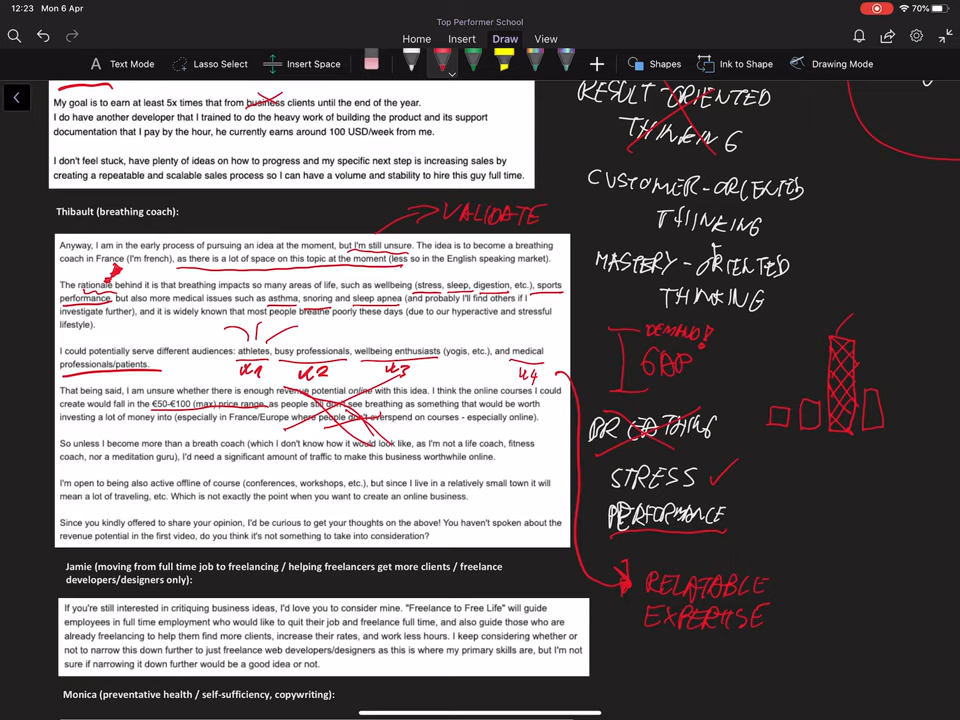 12:23 Mon 6 Apr
70%
Top Performer School
Home Insert Draw View
Text Mode Lasso Select Insert Space Shapes Ink to Shape Drawing Mode
My goal is to earn at least 5x times that from business clients until the end of the year.
I do have another developer that I trained to do the heavy work of building the product and its support
documentation that I pay by the hour, he currently earns around 100 USD/week from me.
I don't feel stuck, have plenty of ideas on how to progress and my specific next step is increasing sales by
creating a repeatable and scalable sales process so I can have a volume and stability to hire this guy full time.
Thibault (breathing coach):
VALIDATE
Anyway, I am in the early process of pursuing an idea at the moment, but I'm still unsure. The idea is to become a breathing
coach in France (I'm french), as there is a lot of space on this topic at the moment (less so in the English speaking market).
The rationale behind it is that breathing impacts so many areas of life, such as wellbeing (stress, sleep, digestion, etc.), sports
performance, but also more medical issues such as asthma, snoring and sleep apnea (and probably I'll find others if I
investigate further), and it is widely known that most people breathe poorly these days (due to our hyperactive and stressful
lifestyle).
I could potentially serve different audiences: athletes, busy professionals, wellbeing enthusiasts (yogis, etc.), and medical
professionals/patients.
U1 U2 U3 U4
That being said, I am unsure whether there is enough revenue potential online with this idea. I think the online courses I could
create would fall in the €50-€100 (max) price range, as people still don't see breathing as something that would be worth
investing a lot of money into (especially in France/Europe where people don't overspend on courses - especially online).
So unless I become more than a breath coach (which I don't know how it would look like, as I'm not a life coach, fitness
coach, nor a meditation guru), I'd need a significant amount of traffic to make this business worthwhile online.
I'm open to being also active offline of course (conferences, workshops, etc.), but since I live in a relatively small town it will
mean a lot of traveling, etc. Which is not exactly the point when you want to create an online business.
Since you kindly offered to share your opinion, I'd be curious to get your thoughts on the above! You haven't spoken about the
revenue potential in the first video, do you think it's not something to take into consideration?
Jamie (moving from full time job to freelancing / helping freelancers get more clients / freelance
developers/designers only):
If you're still interested in critiquing business ideas, I'd love you to consider mine. "Freelance to Free Life" will guide
employees in full time employment who would like to quit their job and freelance full time, and also guide those who are
already freelancing to help them find more clients, increase their rates, and work less hours. I keep considering whether or
not to narrow this down further to just freelance web developers/designers as this is where my primary skills are, but I'm not
sure if narrowing it down further would be a good idea or not.
Monica (preventative health / self-sufficiency, copywriting):
RESULT-ORIENTED
THINKING
CUSTOMER-ORIENTED
THINKING
MASTERY-ORIENTED
THINKING
DEMAND!
GAP
BREATHING
STRESS
PERFORMANCE
RELATABLE
EXPERTISE